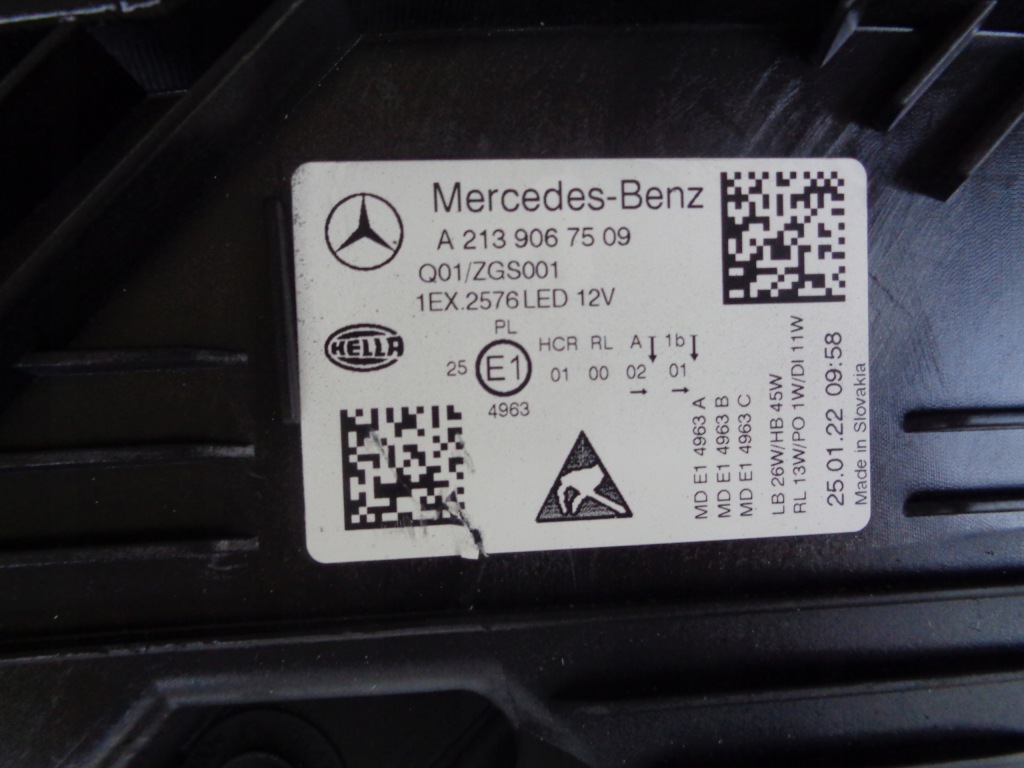 Mercedes-Benz
A 213 906 75 09
Q01/ZGS001
1EX.2576 LED 12V
HELLA
PL
25 E1
4963
HCR RL A 1b
01 00 02 01
MD E1 4963 A
MD E1 4963 B
MD E1 4963 C
LB 26W/HB 45W
RL 13W/PO 1W/DI 11W
25.01.22 09:58
Made in Slovakia